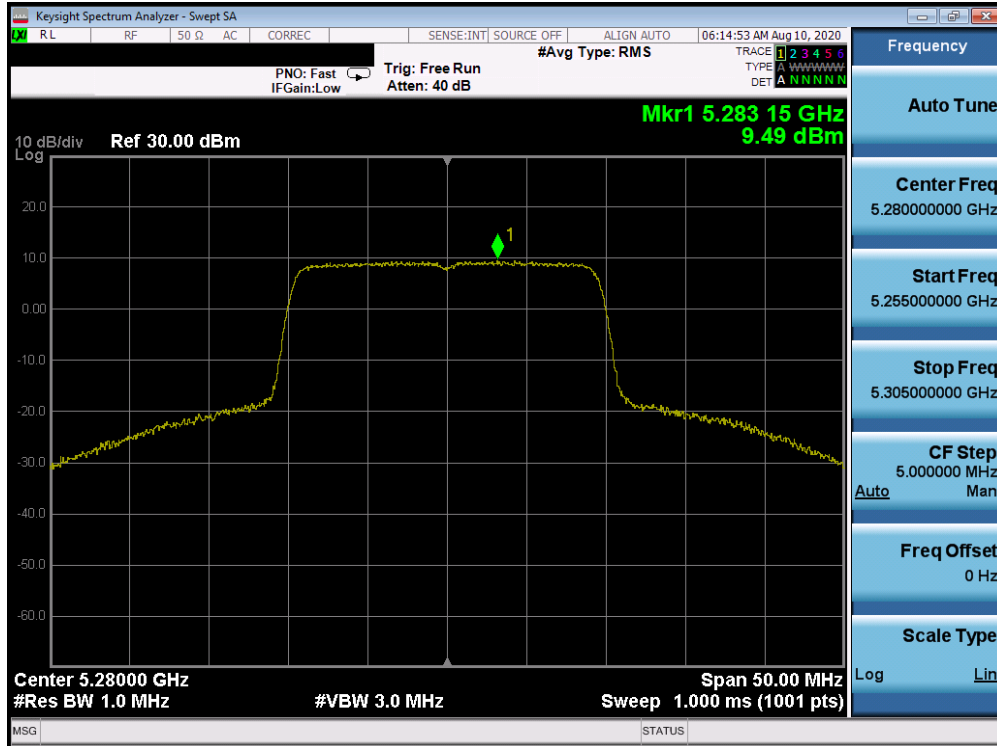 Keysight Spectrum Analyzer - Swept SA
LXI RL RF 50 Ω AC CORREC SENSE:INT SOURCE OFF ALIGN AUTO 06:14:53 AM Aug 10, 2020
#Avg Type: RMS
TRACE 1 2 3 4 5 6
PNO: Fast Trig: Free Run TYPE A WWWWW
IFGain:Low Atten: 40 dB DET A N N N N N
Mkr1 5.283 15 GHz
9.49 dBm
10 dB/div Ref 30.00 dBm
Log
1
20.0
10.0
0.00
-10.0
-20.0
-30.0
-40.0
-50.0
-60.0
Center 5.28000 GHz Span 50.00 MHz
#Res BW 1.0 MHz #VBW 3.0 MHz Sweep 1.000 ms (1001 pts)
MSG STATUS
Frequency
Auto Tune
Center Freq
5.280000000 GHz
Start Freq
5.255000000 GHz
Stop Freq
5.305000000 GHz
CF Step
5.000000 MHz
Auto Man
Freq Offset
0 Hz
Scale Type
Log Lin